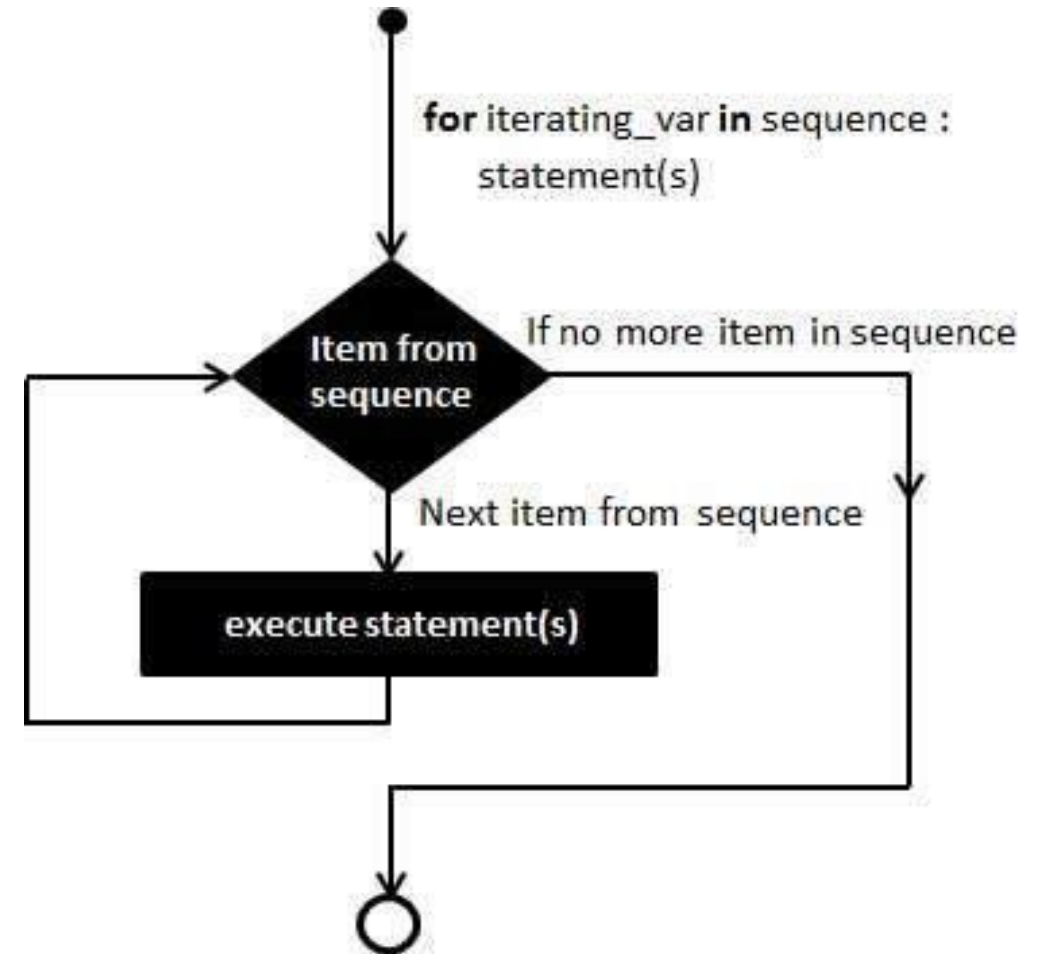 for iterating_var in sequence :
statement(s)
If no more item in sequence
Item from
sequence
Next item from sequence
execute statement(s)